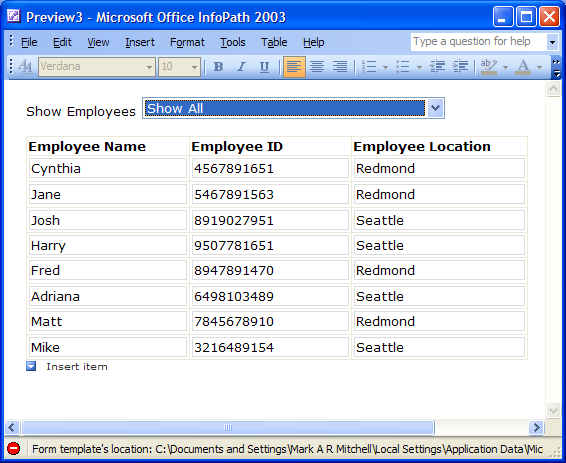 Preview3 - Microsoft Office InfoPath 2003
File Edit View Insert Format Tools Table Help Type a question for help
Verdana 10 B I U ab A
Show Employees Show All
Employee Name Employee ID Employee Location
Cynthia 4567891651 Redmond
Jane 5467891563 Redmond
Josh 8919027951 Seattle
Harry 9507781651 Seattle
Fred 8947891470 Redmond
Adriana 6498103489 Seattle
Matt 7845678910 Redmond
Mike 3216489154 Seattle
Insert item
Form template's location: C:\Documents and Settings\Mark A R Mitchell\Local Settings\Application Data\Mic